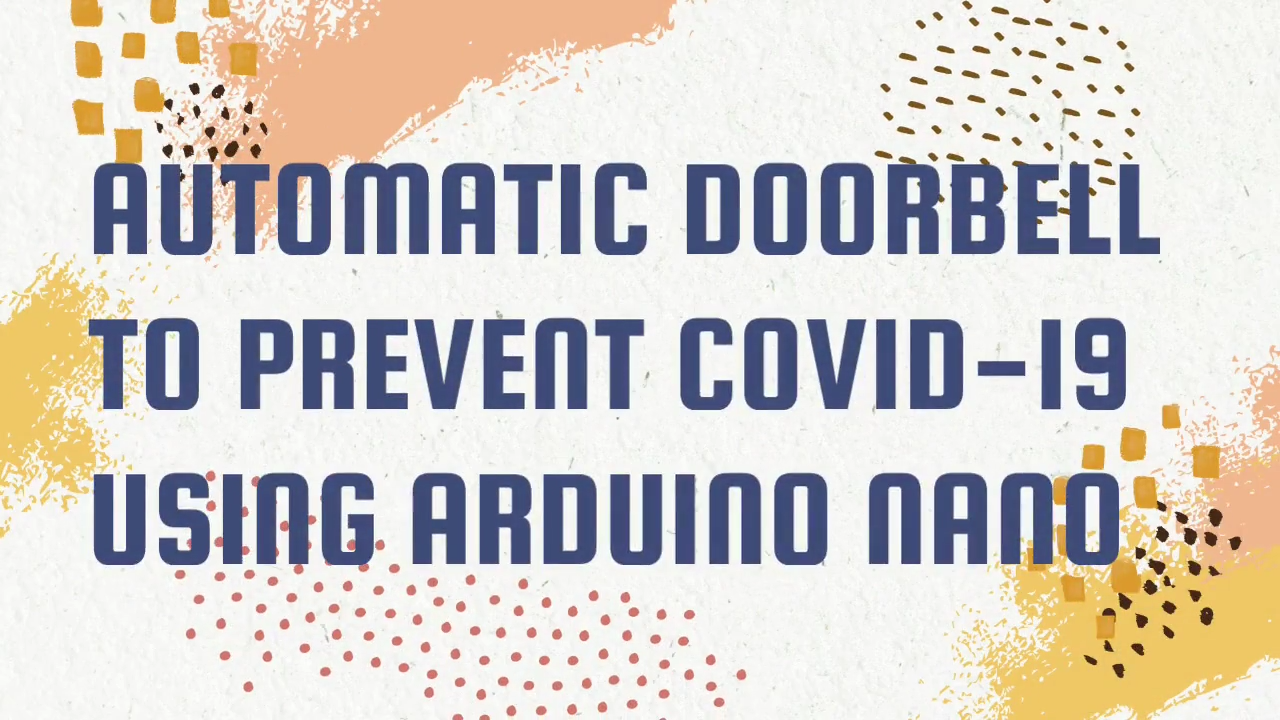 AUTOMATIC DOORBELL
TO PREVENT COVID-19
USING ARDUINO NANO